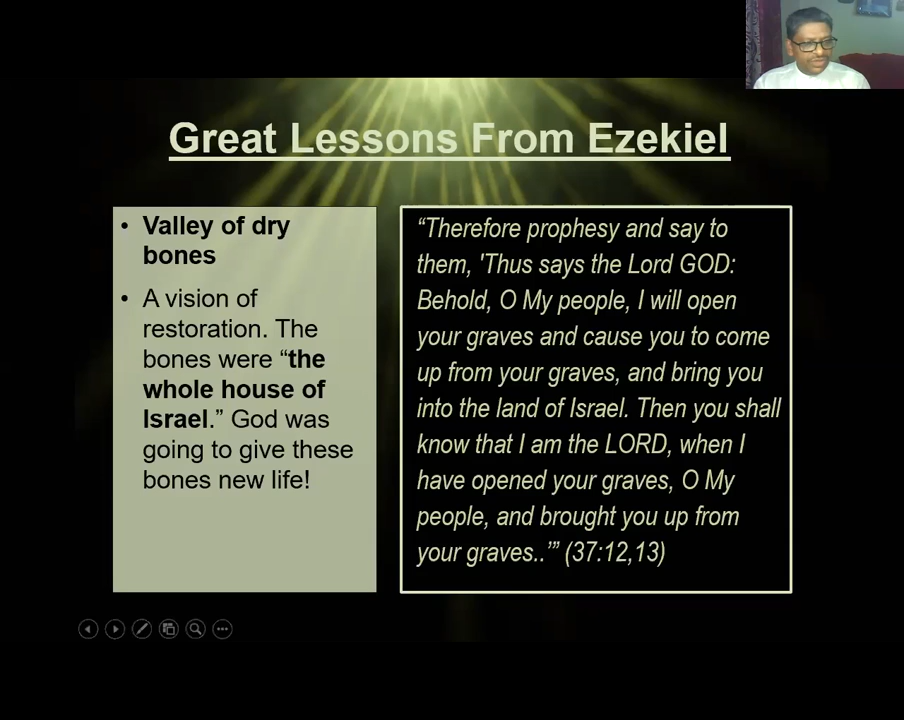 Great Lessons From Ezekiel
• Valley of dry
bones
• A vision of
restoration. The
bones were “the
whole house of
Israel.” God was
going to give these
bones new life!
“Therefore prophesy and say to
them, 'Thus says the Lord GOD:
Behold, O My people, I will open
your graves and cause you to come
up from your graves, and bring you
into the land of Israel. Then you shall
know that I am the LORD, when I
have opened your graves, O My
people, and brought you up from
your graves..’” (37:12,13)